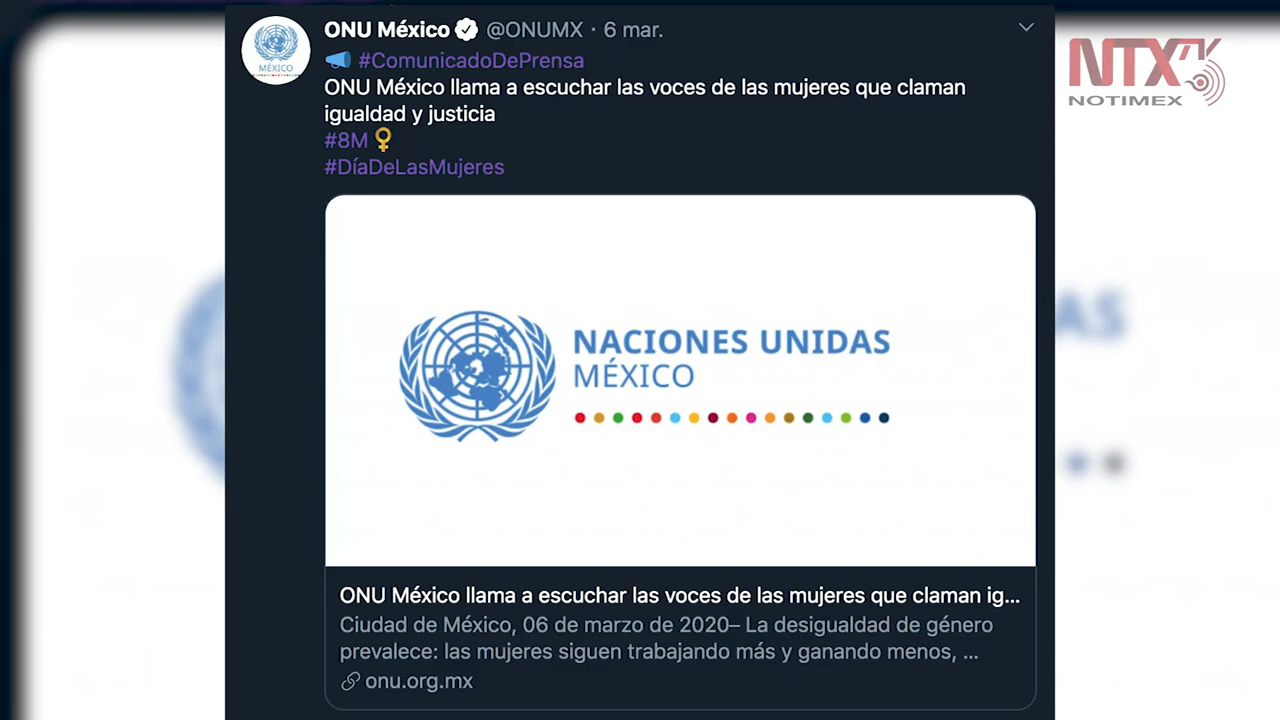 ONU México @ONUMX · 6 mar.
#ComunicadoDePrensa
ONU México llama a escuchar las voces de las mujeres que claman
igualdad y justicia
#8M
#DíaDeLasMujeres
NTX TV
NOTIMEX
MÉXICO
NACIONES UNIDAS
MÉXICO
AS
ONU México llama a escuchar las voces de las mujeres que claman ig...
Ciudad de México, 06 de marzo de 2020– La desigualdad de género
prevalece: las mujeres siguen trabajando más y ganando menos, ...
onu.org.mx